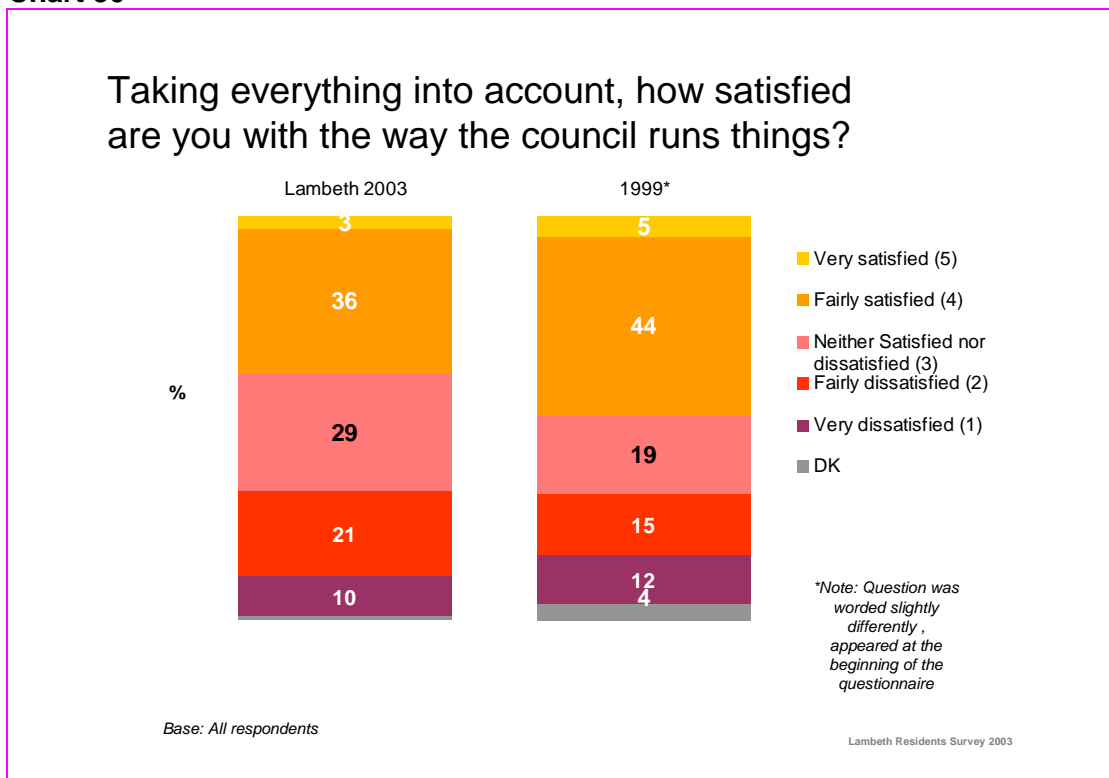 Taking everything into account, how satisfied
are you with the way the council runs things?
Lambeth 2003
1999*
%
3
36
29
21
10
5
44
19
15
12
4
Very satisfied (5)
Fairly satisfied (4)
Neither Satisfied nor
dissatisfied (3)
Fairly dissatisfied (2)
Very dissatisfied (1)
DK
*Note: Question was
worded slightly
differently ,
appeared at the
beginning of the
questionnaire
Base: All respondents
Lambeth Residents Survey 2003